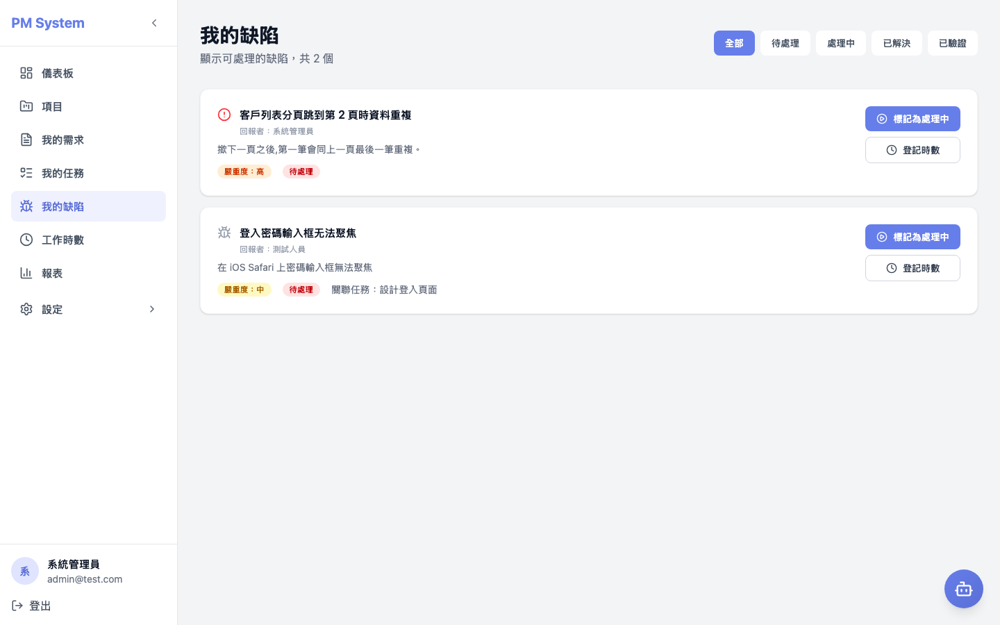 PM System
儀表板
項目
我的需求
我的任務
我的缺陷
工作時數
報表
設定
系
系統管理員
admin@test.com
登出
我的缺陷
顯示可處理的缺陷，共 2 個
全部
待處理
處理中
已解決
已驗證
客戶列表分頁跳到第 2 頁時資料重複
回報者：系統管理員
撳下一頁之後,第一筆會同上一頁最後一筆重複。
嚴重度：高
待處理
標記為處理中
登記時數
登入密碼輸入框无法聚焦
回報者：測試人員
在 iOS Safari 上密碼輸入框無法聚焦
嚴重度：中
待處理
關聯任務：設計登入頁面
標記為處理中
登記時數